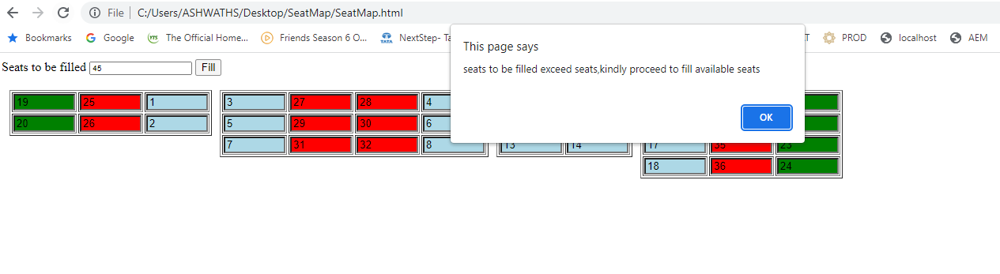 File C:/Users/ASHWATHS/Desktop/SeatMap/SeatMap.html
Bookmarks Google YTS The Official Home... Friends Season 6 O... TATA NextStep- Ta PROD localhost AEM
This page says
seats to be filled exceed seats,kindly proceed to fill available seats
OK
Seats to be filled 45 Fill
19 25 1
20 26 2
3 27 28 4
5 29 30 6
7 31 32 8
13 14
17 35 23
18 36 24